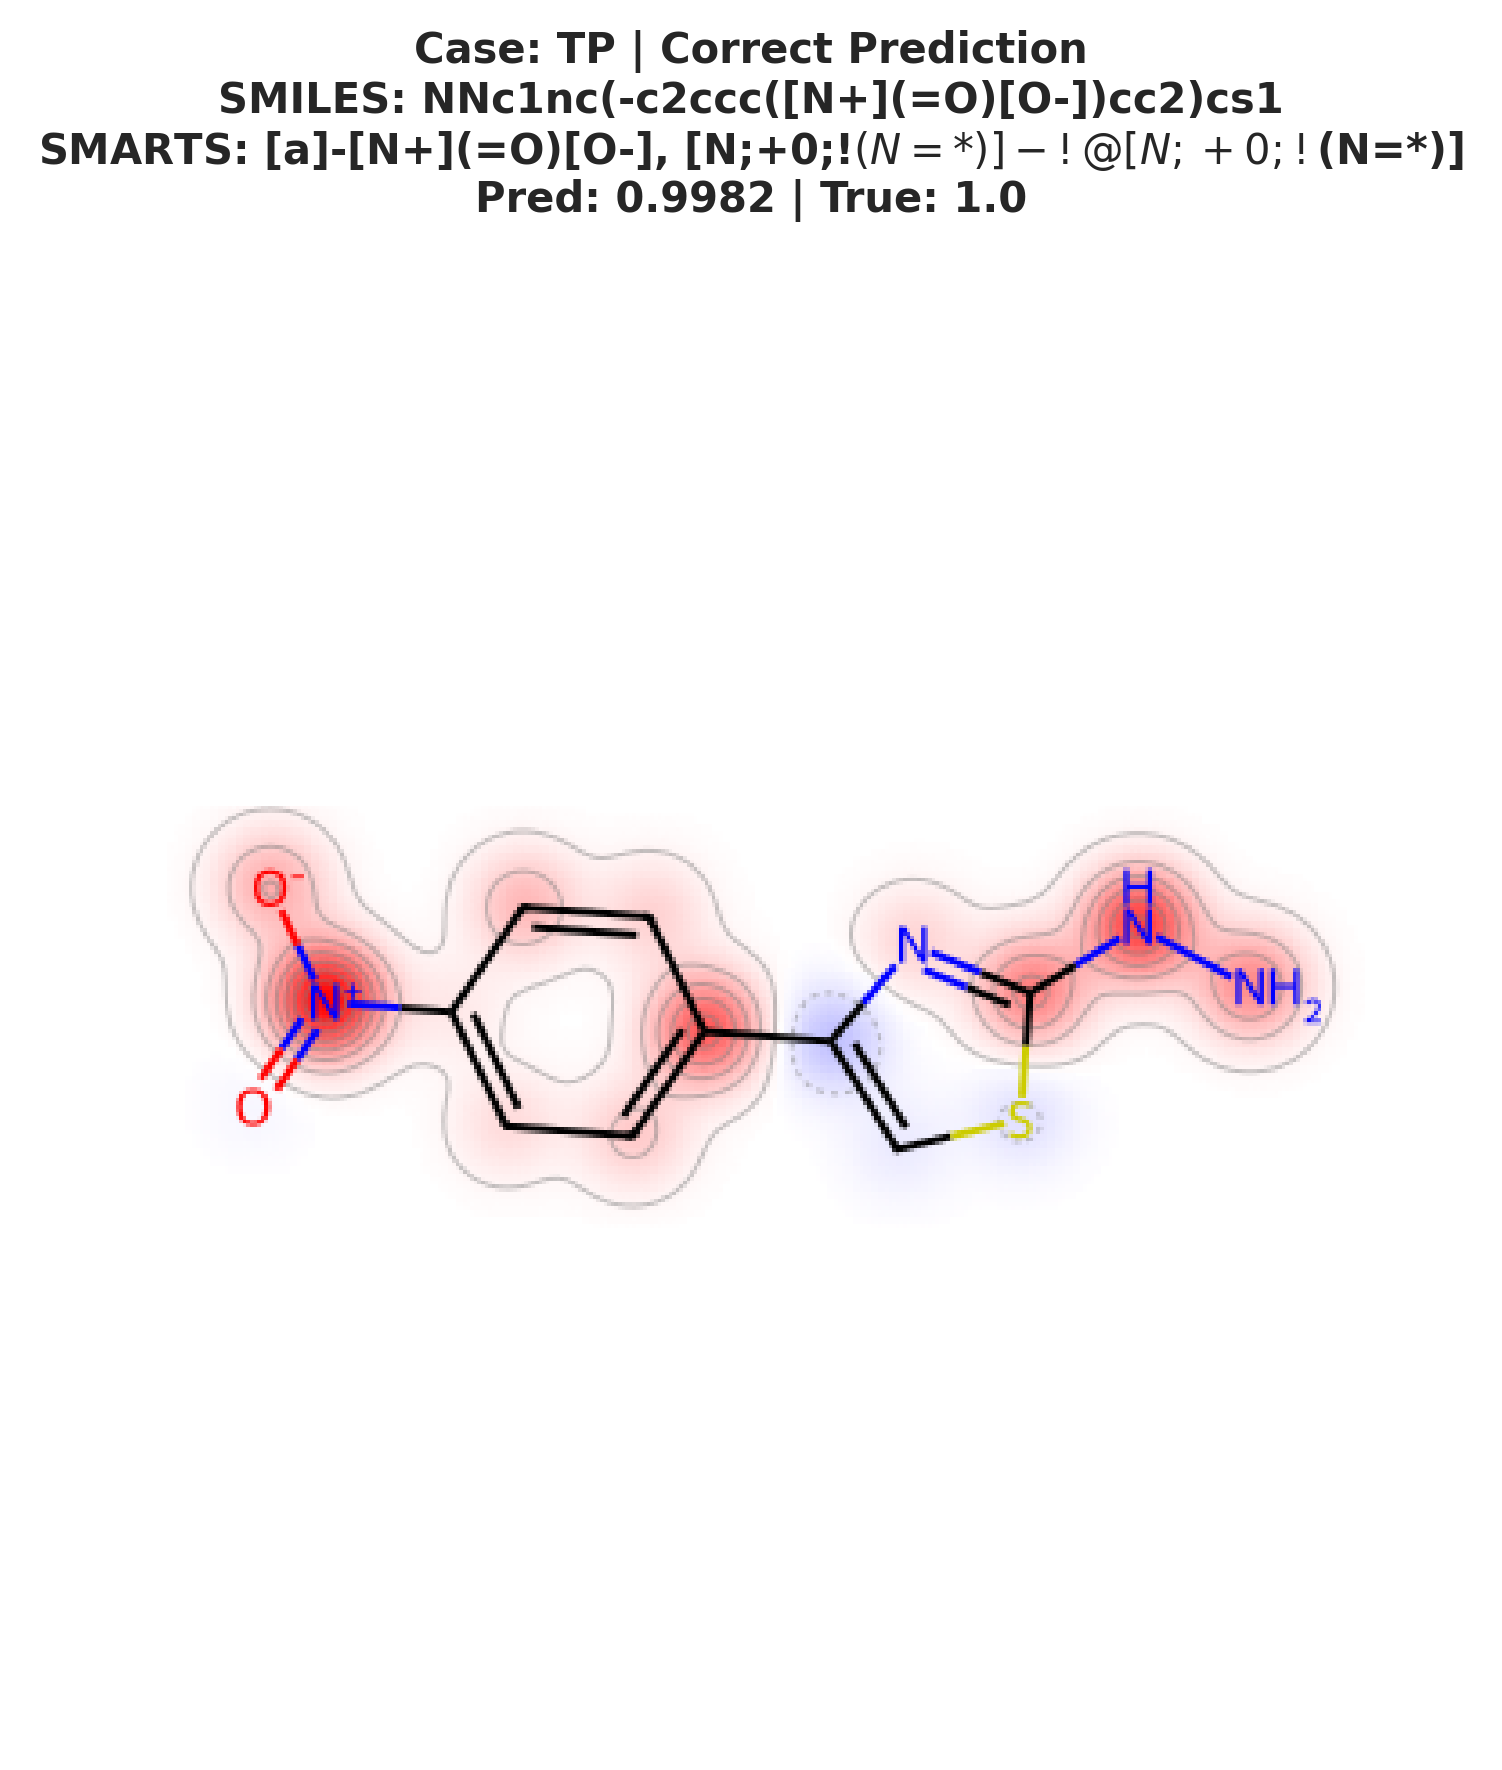 Case: TP | Correct Prediction
SMILES: NNc1nc(-c2ccc([N+](=O)[O-])cc2)cs1
SMARTS: [a]-[N+](=O)[O-], [N;+0;!(N = *)] − ! @[N; + 0; ! (N=*)]
Pred: 0.9982 | True: 1.0
O⁻
H
N
N
N⁺
NH₂
O
S